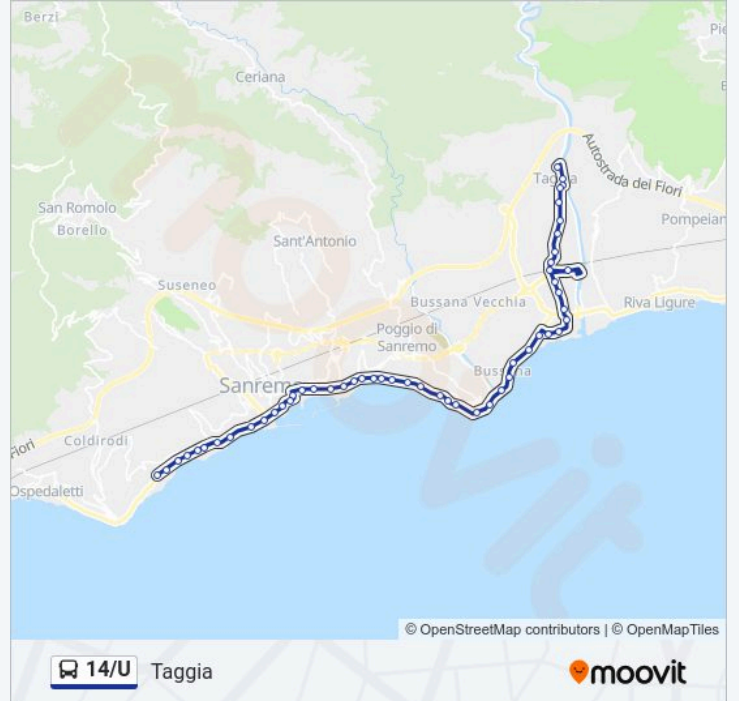 Berzi
Ceriana
Autostrada dei Fiori
Taggia
San Romolo
Borello
Pompeian
Sant'Antonio
Suseneo
Bussana Vecchia
Riva Ligure
Poggio di
Sanremo
Bussana
Sanremo
Coldirodi
Fiori
Ospedaletti
moovit
© OpenStreetMap contributors | © OpenMapTiles
14/U Taggia
moovit